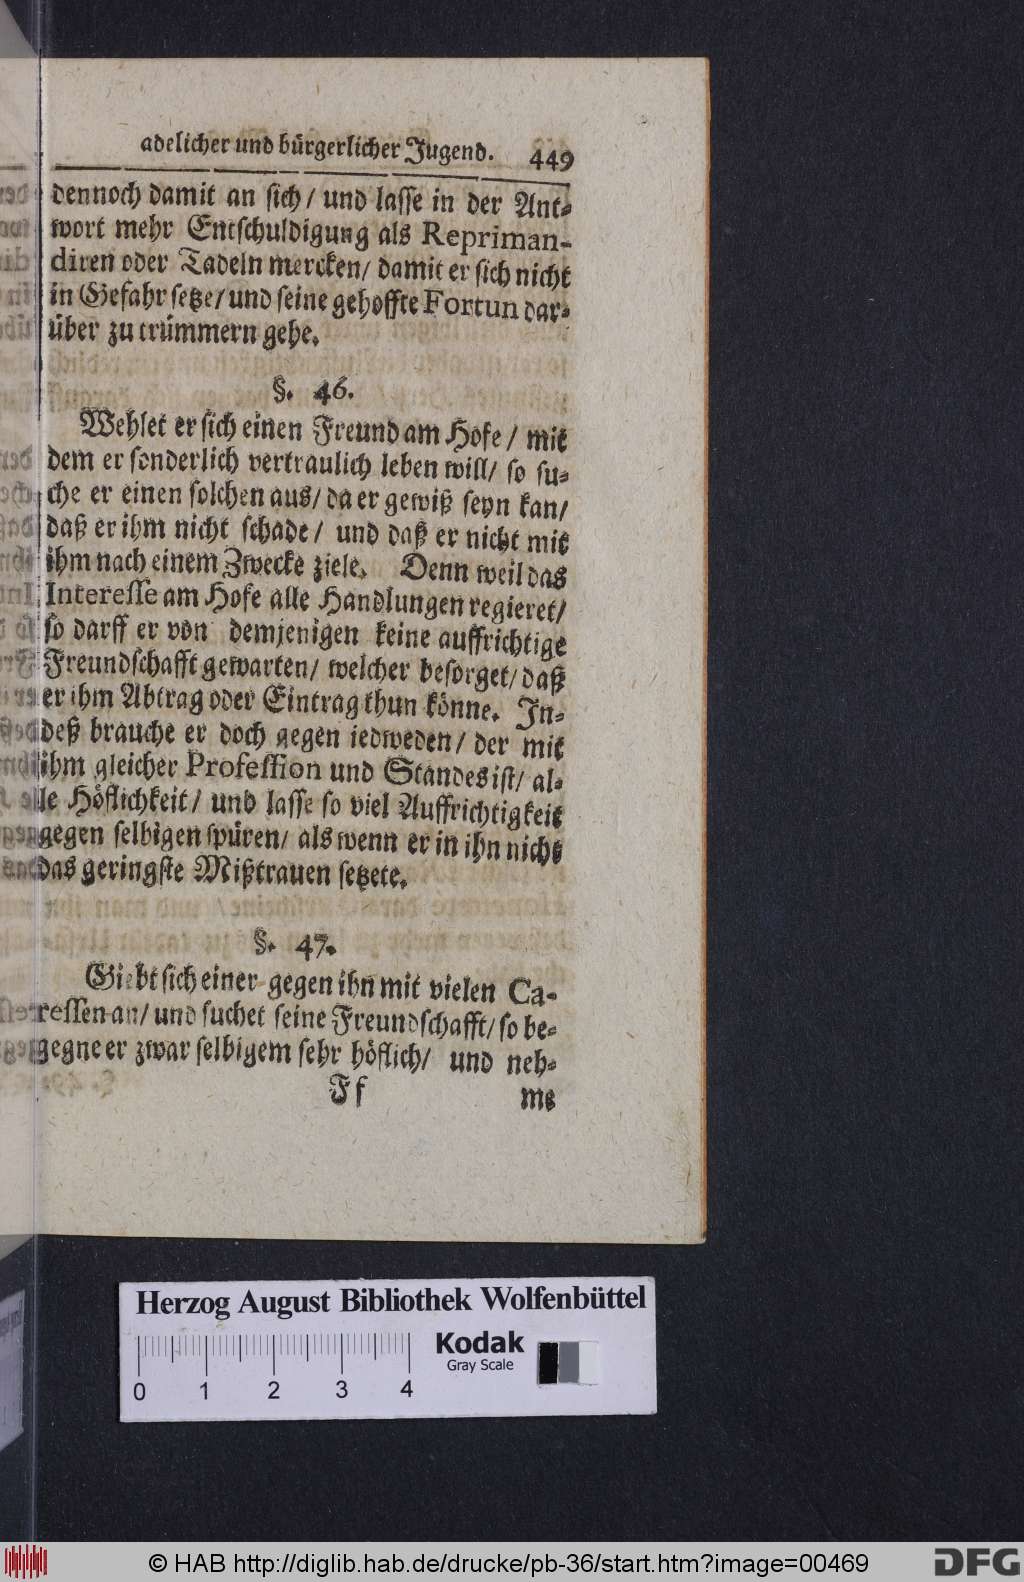 adelicher und bürgerlicher Jugend. 449
dennoch damit an sich/ und lasse in der Ant-
wort mehr Entschuldigung als Repriman-
diren oder Tadeln mercken/ damit er sich nicht
in Gefahr setze/ und seine gehoffte Fortun dar-
über zu trümmern gehe.
§. 46.
Wehlet er sich einen Freund am Hofe/ mit
dem er sonderlich vertraulich leben will/ so su-
che er einen solchen aus/ da er gewiß seyn kan/
daß er ihm nicht schade/ und daß er nicht mit
ihm nach einem Zwecke ziele. Denn weil das
Interesse am Hofe alle Handlungen regieret/
so darff er von demjenigen keine auffrichtige
Freundschafft gewarten/ welcher besorget/ daß
er ihm Abtrag oder Eintrag thun könne. In-
deß brauche er doch gegen iedweden/ der mit
ihm gleicher Profession und Standes ist/ al-
le Höflichkeit/ und lasse so viel Auffrichtigkeit
gegen selbigen spüren/ als wenn er in ihn nicht
das geringste Mißtrauen setzete.
§. 47.
Giebt sich einer gegen ihn mit vielen Ca-
ressen an/ und suchet seine Freundschafft/ so be-
gegne er zwar selbigem sehr höflich/ und neh-
Ff me
Herzog August Bibliothek Wolfenbüttel
Kodak
Gray Scale
0 1 2 3 4
© HAB http://diglib.hab.de/drucke/pb-36/start.htm?image=00469
DFG